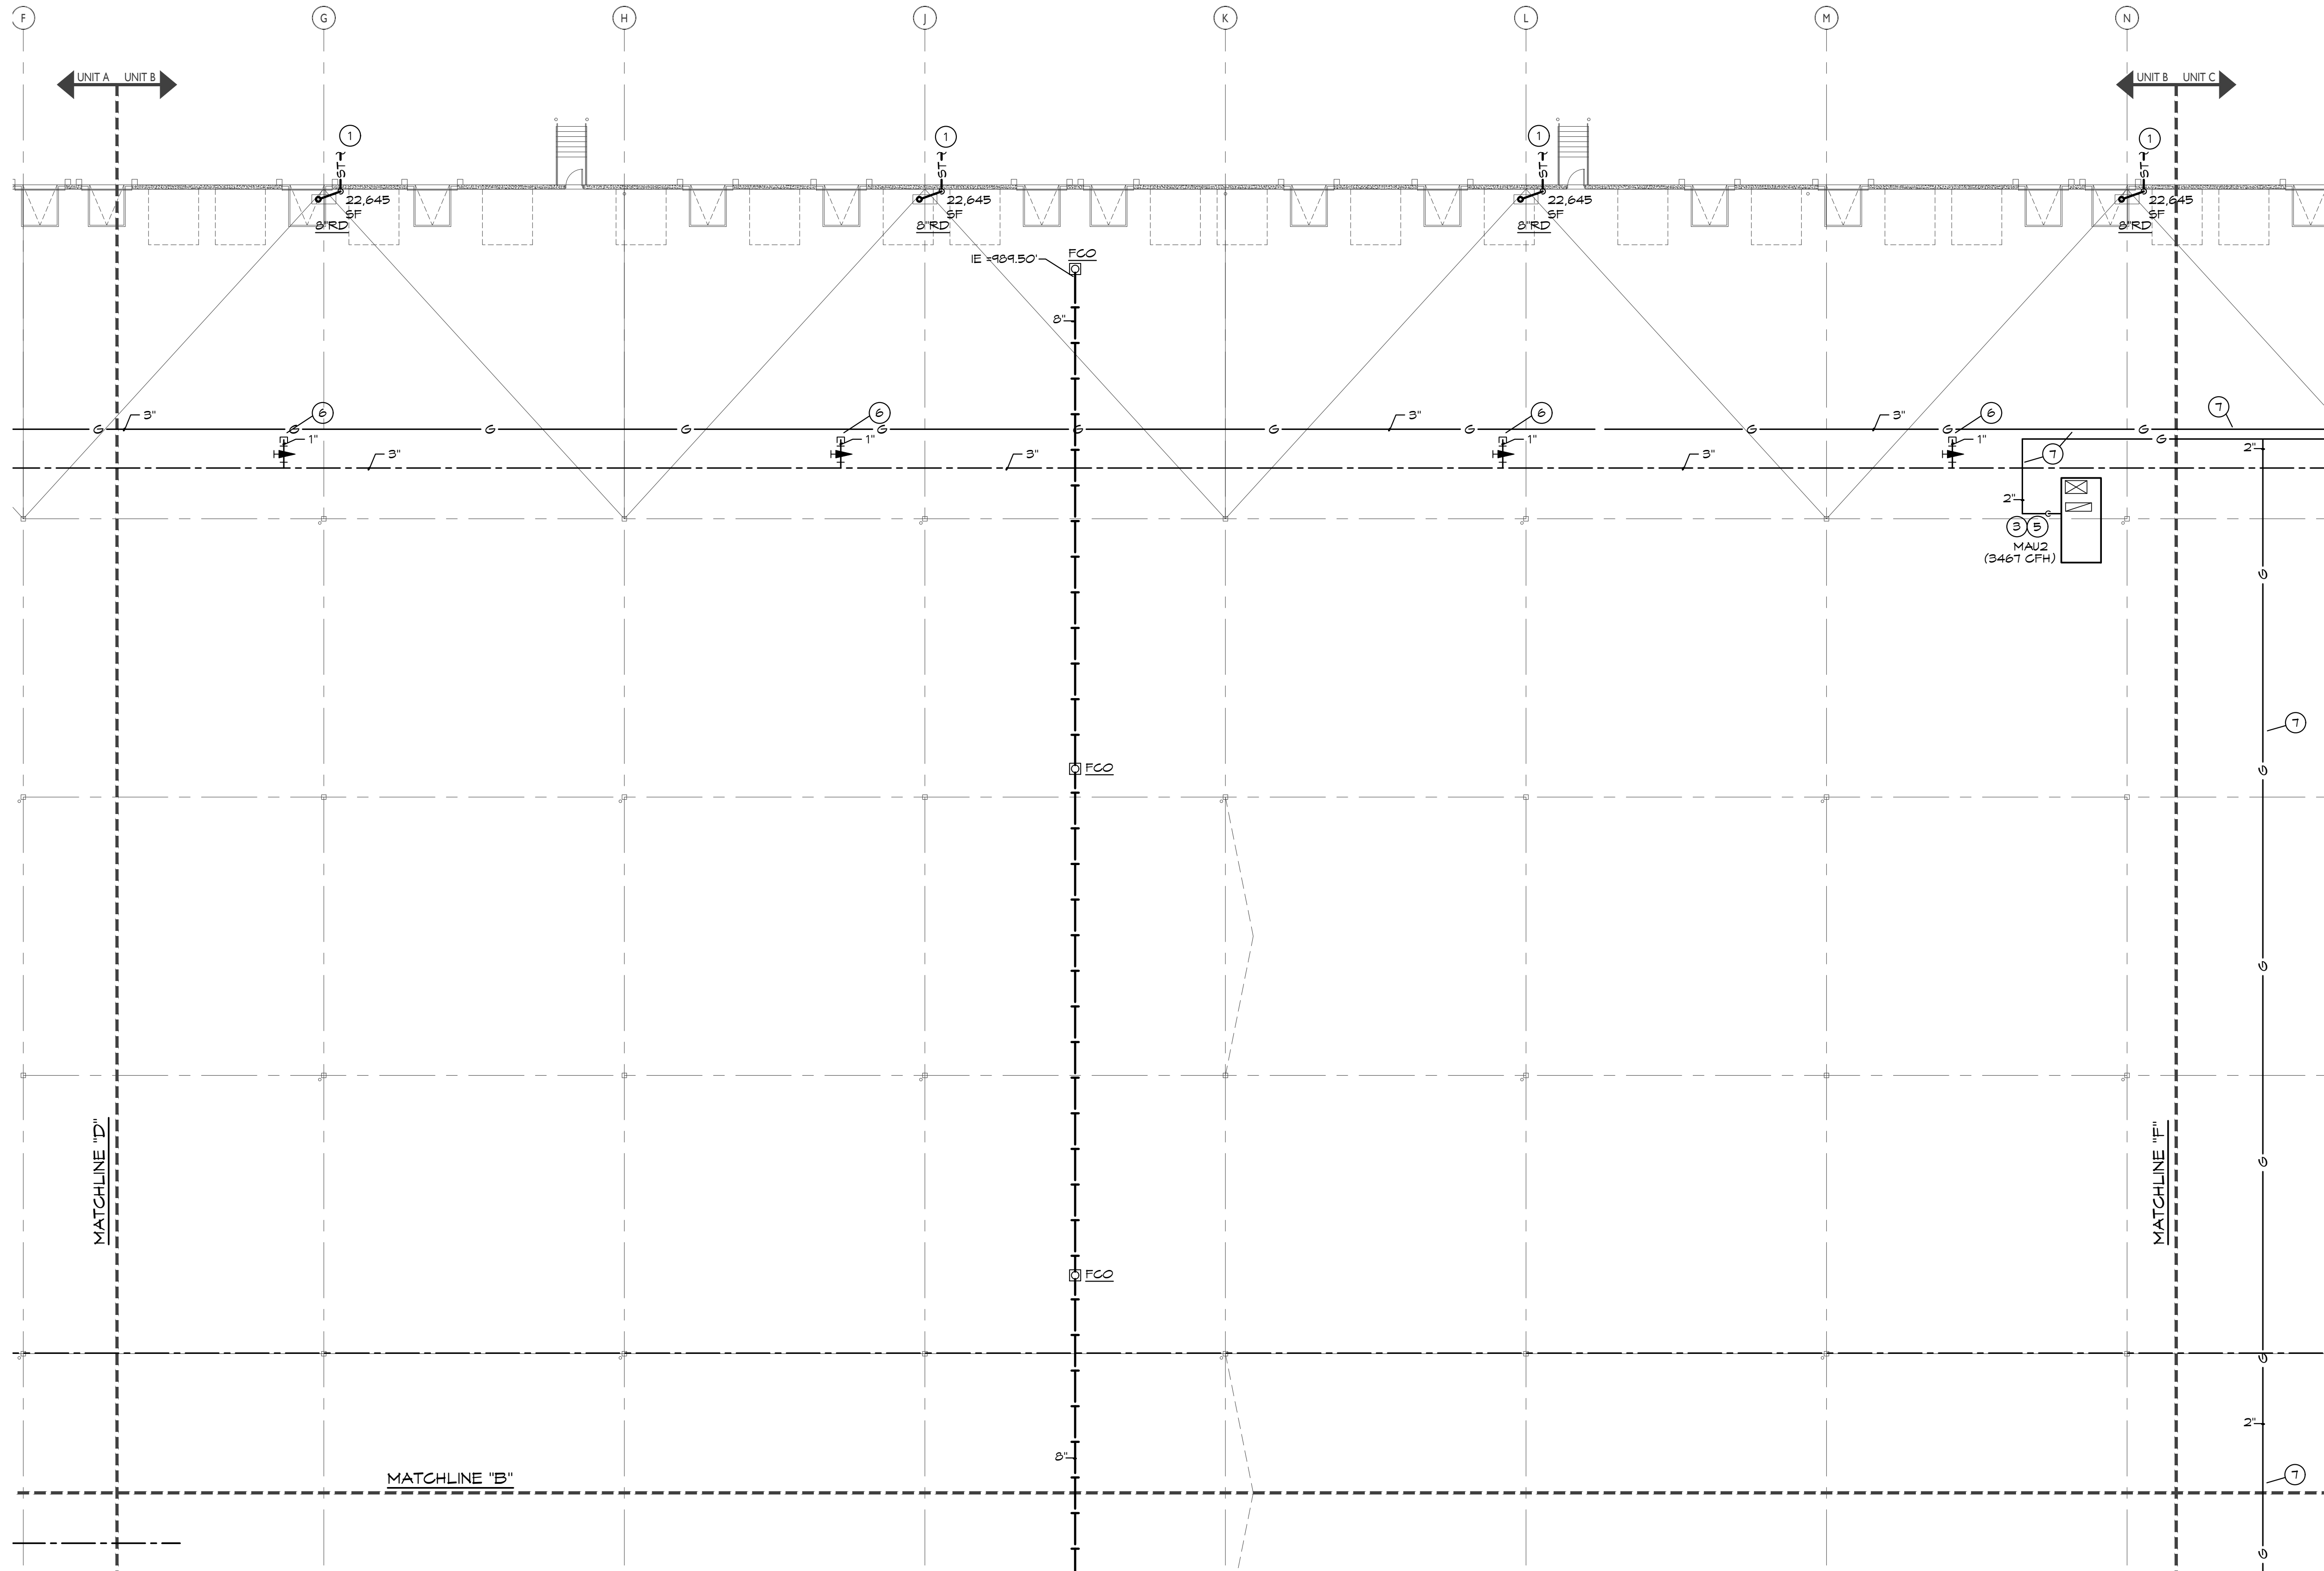 F G H J K L M N
UNIT A UNIT B
UNIT B UNIT C
1 1 1 1
ST ST ST ST
22,645 22,645 22,645 22,645
SF SF SF SF
8"RD 8"RD 8"RD 8"RD
FCO
IE =989.50'
8"
3" 6 6 3" 6 3" 6 7
G G G G G G G G G G
1" 1" 1" 1" G
3" 3" 3" 7 2"
2"
G
3 5
MAU2
(3467 CFH)
G
7
FCO G
G
MATCHLINE "D"
MATCHLINE "F"
G
FCO
G
2"
8"
MATCHLINE "B" 7
G